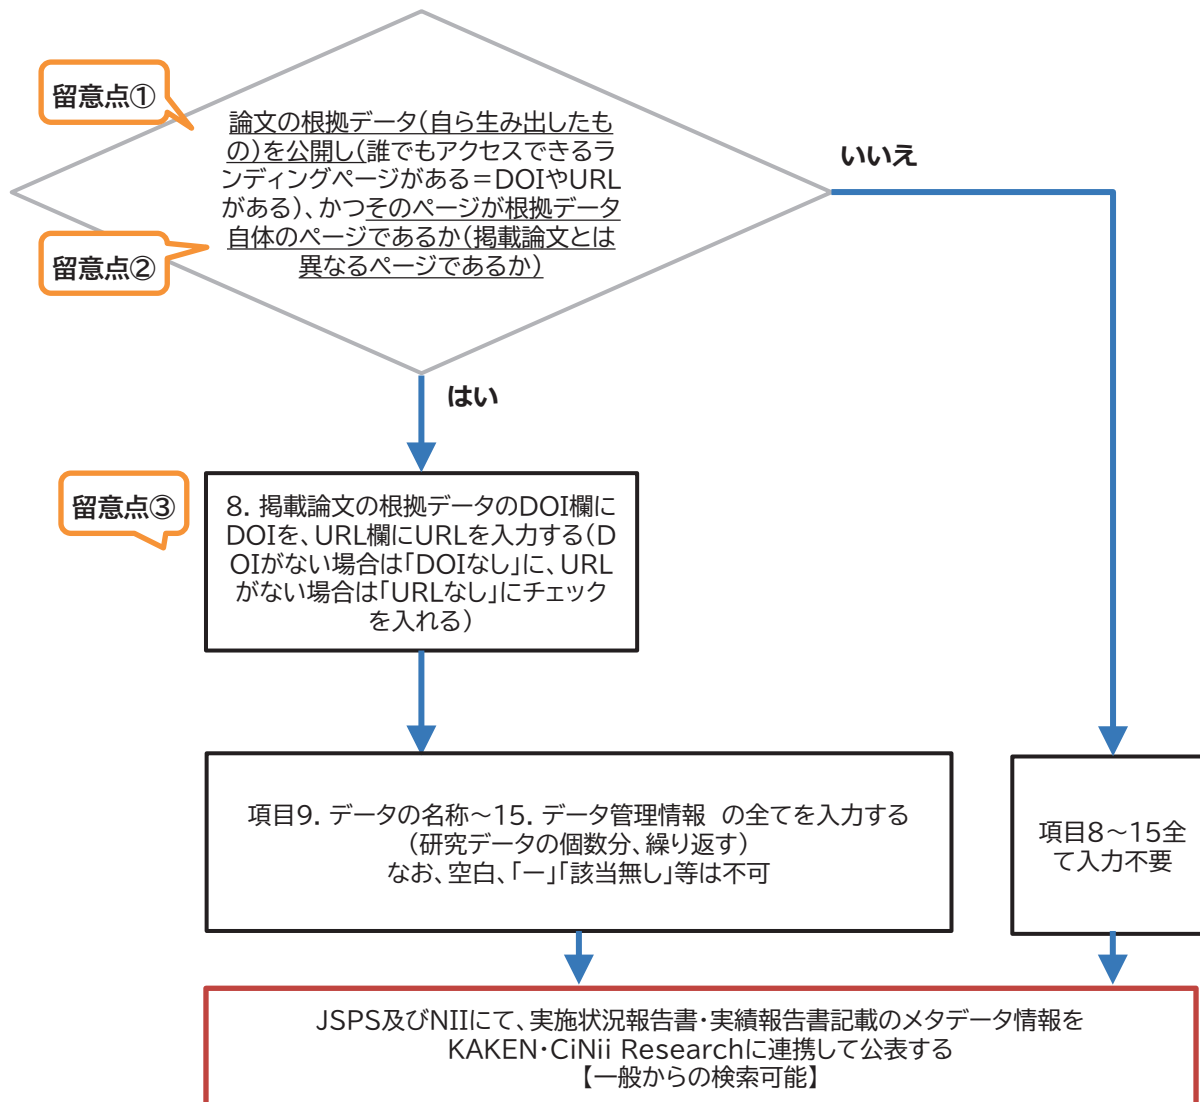 留意点①
論文の根拠データ(自ら生み出したも
の)を公開し(誰でもアクセスできるラ
ンディングページがある=DOIやURL
がある)、かつそのページが根拠データ
自体のページであるか(掲載論文とは
異なるページであるか)
留意点②
いいえ
はい
留意点③
8. 掲載論文の根拠データのDOI欄に
DOIを、URL欄にURLを入力する(D
OIがない場合は「DOIなし」に、URL
がない場合は「URLなし」にチェック
を入れる)
項目9. データの名称～15. データ管理情報 の全てを入力する
(研究データの個数分、繰り返す)
なお、空白、「ー」「該当無し」等は不可
項目8～15全
て入力不要
JSPS及びNIIにて、実施状況報告書・実績報告書記載のメタデータ情報を
KAKEN・CiNii Researchに連携して公表する
【一般からの検索可能】